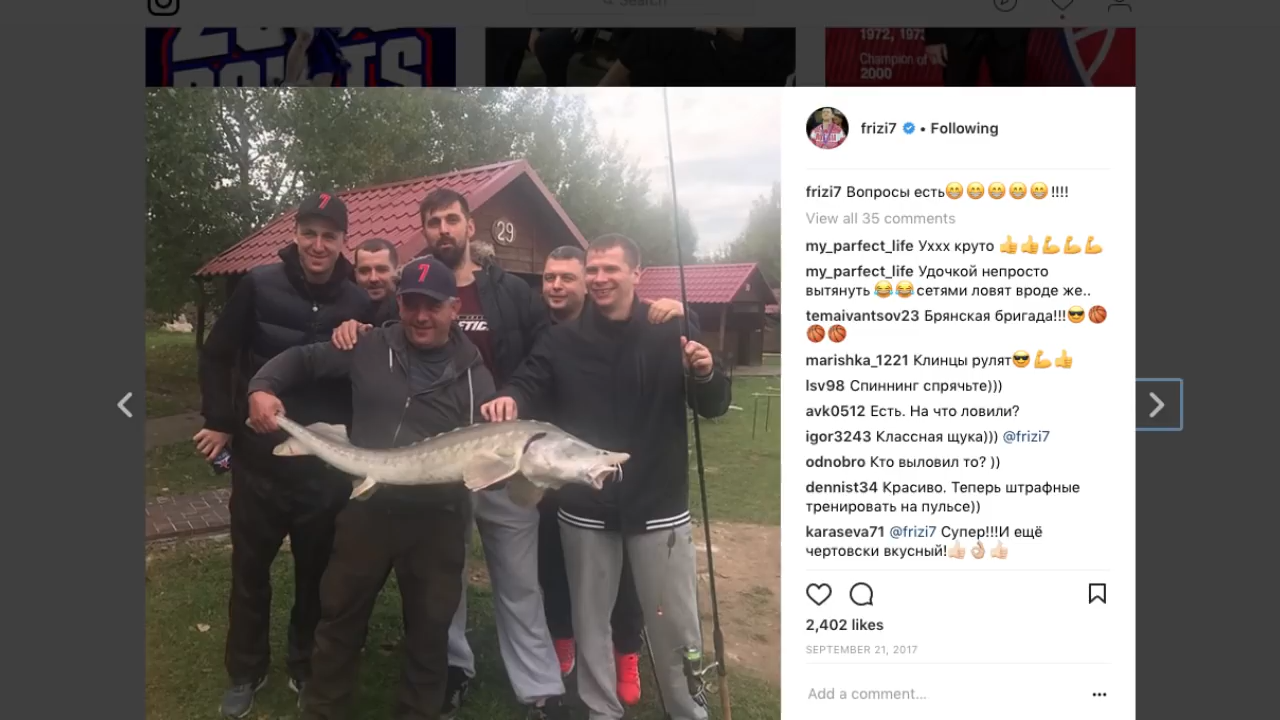 Search
1972, 197
Champion of
2000
7
29
7
frizi7 • Following
frizi7 Вопросы есть😁😁😁😁😁!!!!
View all 35 comments
my_parfect_life Уххх круто 👍👍💪💪💪
my_parfect_life Удочкой непросто
вытянуть 😂😂сетями ловят вроде же..
temaivantsov23 Брянская бригада!!!😎🏀
🏀🏀
marishka_1221 Клинцы рулят😎💪👍
lsv98 Спиннинг спрячьте)))
avk0512 Есть. На что ловили?
igor3243 Классная щука))) @frizi7
odnobro Кто выловил то? ))
dennist34 Красиво. Теперь штрафные
тренировать на пульсе))
karaseva71 @frizi7 Супер!!!И ещё
чертовски вкусный!👍🏻👌🏻👍🏻
2,402 likes
SEPTEMBER 21, 2017
Add a comment...